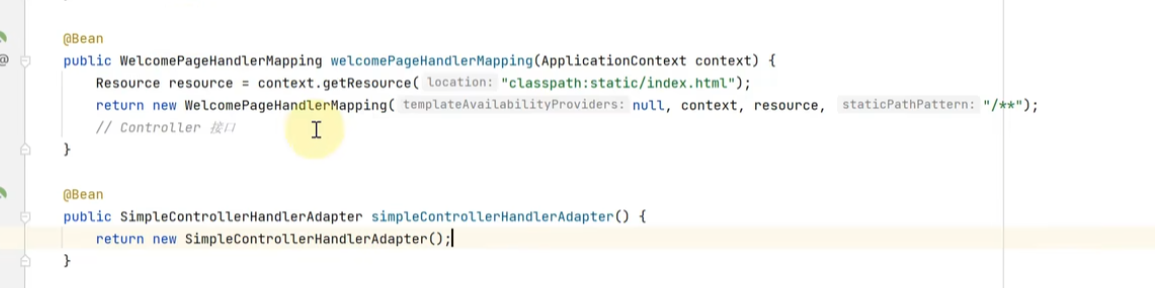 @Bean
public WelcomePageHandlerMapping welcomePageHandlerMapping(ApplicationContext context) {
Resource resource = context.getResource( location: "classpath:static/index.html");
return new WelcomePageHandlerMapping( templateAvailabilityProviders: null, context, resource, staticPathPattern: "/**");
// Controller 接口
}
@Bean
public SimpleControllerHandlerAdapter simpleControllerHandlerAdapter() {
return new SimpleControllerHandlerAdapter();
}